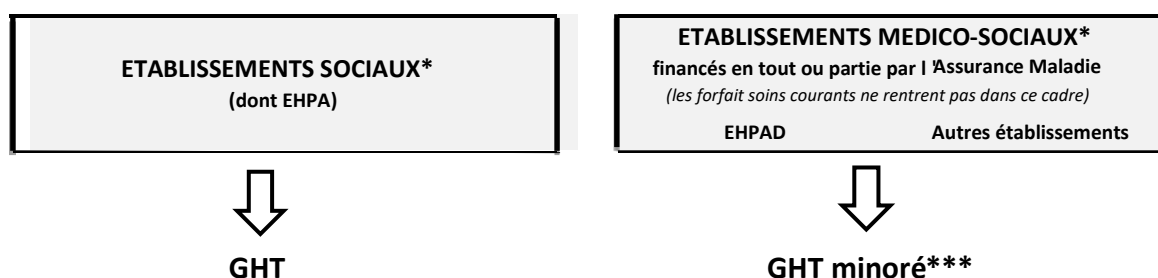 ETABLISSEMENTS SOCIAUX*
(dont EHPA)
GHT
ETABLISSEMENTS MEDICO-SOCIAUX*
financés en tout ou partie par l 'Assurance Maladie
(les forfait soins courants ne rentrent pas dans ce cadre)
EHPAD Autres établissements
GHT minoré***